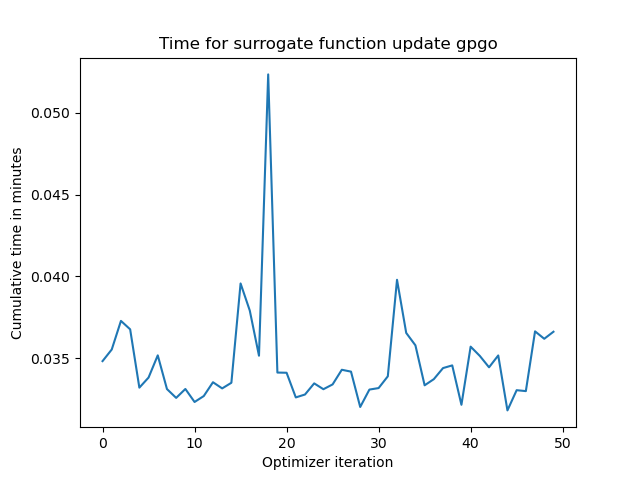 Time for surrogate function update gpgo
Cumulative time in minutes
0.050
0.045
0.040
0.035
0 10 20 30 40 50
Optimizer iteration